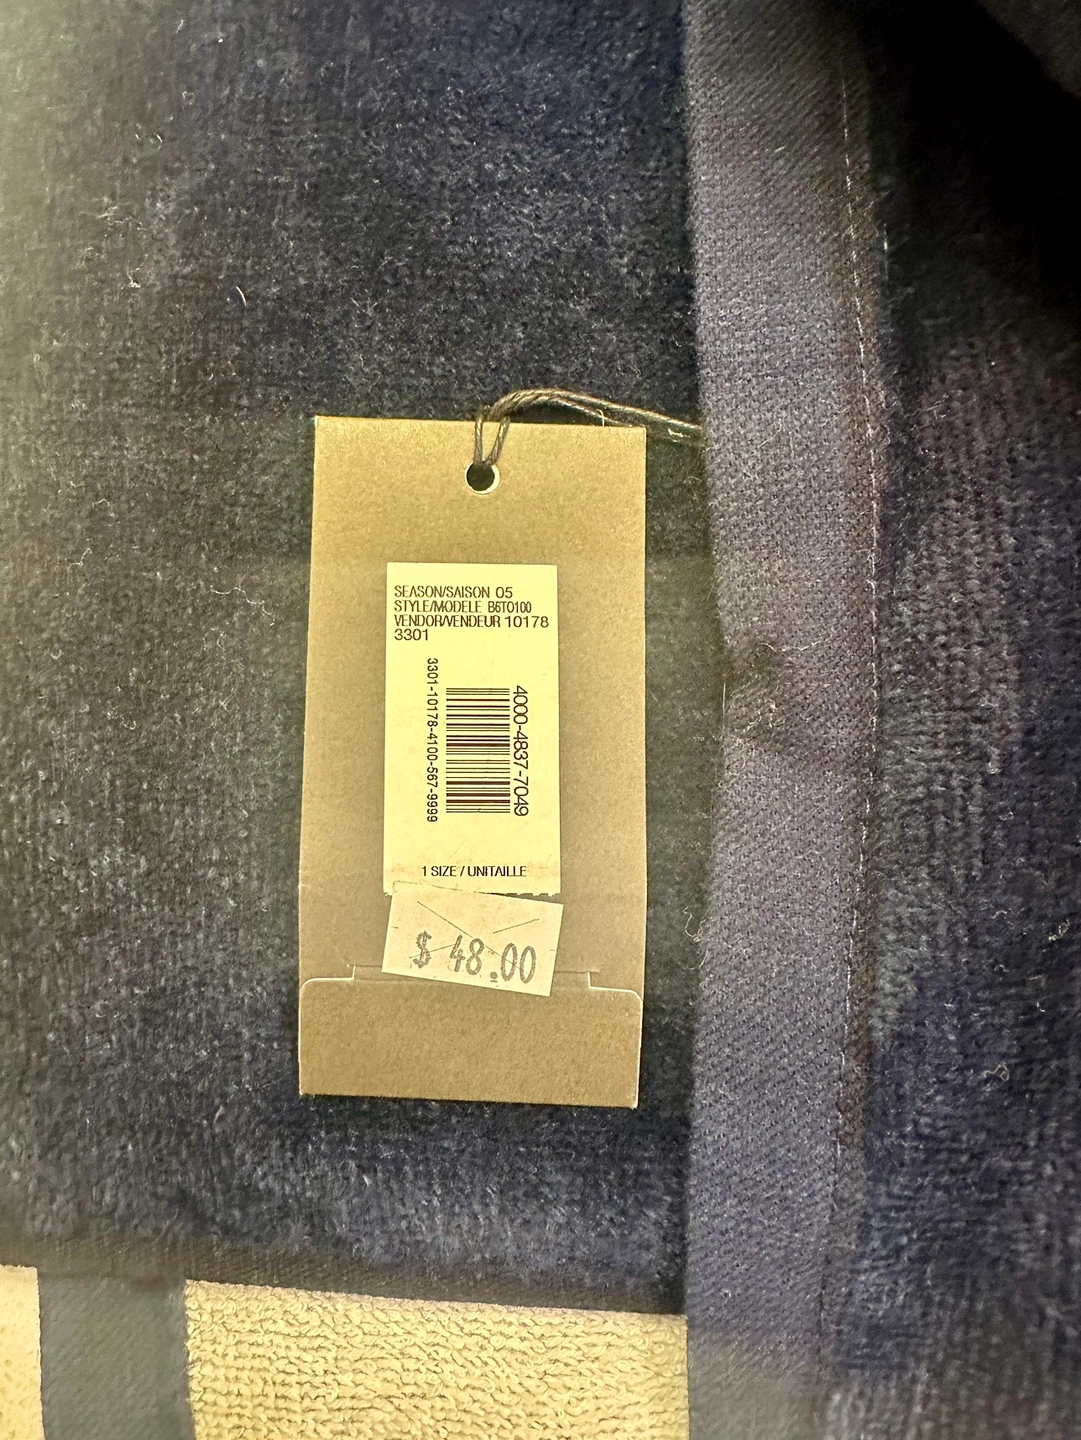 SEASON/SAISON 05
STYLE/MODELE B6TO100
VENDOR/VENDEUR 10178
3301
4000-4837-7049
3301-10178-4100-567-9999
1 SIZE / UNITAILLE
$ 48.00